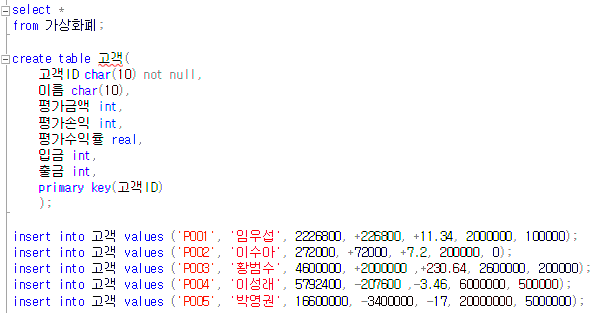 select *
from 가상화폐;
create table 고객(
고객ID char(10) not null,
이름 char(10),
평가금액 int,
평가손익 int,
평가수익률 real,
입금 int,
출금 int,
primary key(고객ID)
);
insert into 고객 values ('P001', '임우섭', 2226800, +226800, +11.34, 2000000, 100000);
insert into 고객 values ('P002', '이수아', 272000, +72000, +7.2, 200000, 0);
insert into 고객 values ('P003', '황범수', 4600000, +2000000 ,+230.64, 2600000, 200000);
insert into 고객 values ('P004', '이성래', 5792400, -207600 ,-3.46, 6000000, 500000);
insert into 고객 values ('P005', '박영권', 16600000, -3400000, -17, 20000000, 5000000);